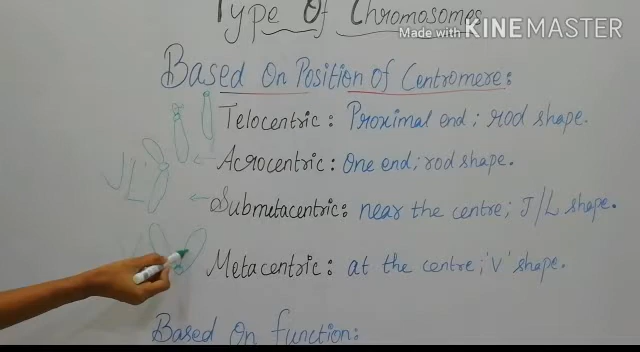 Type Of Chromosomes
Made with KINEMASTER
Based On Position Of Centromere:
Telocentric: Proximal end; rod shape.
Acrocentric: One end; rod shape.
J L
Submetacentric: near the centre; J/L shape.
Metacentric: at the centre; 'V' shape.
Based On function: